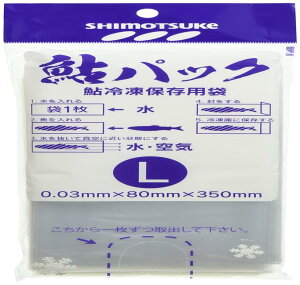 SHIMOTSUKE
鮎パック
鮎冷凍保存用袋
1. 水を入れる
袋1枚
水
2. 魚を入れる
3. 水を抜いて真空に近い状態にする
水・空気
4. 封をする
5. 冷凍庫に保存する
L
0.03mm×80mm×350mm
こちらから一枚ずつ取出して下さい。